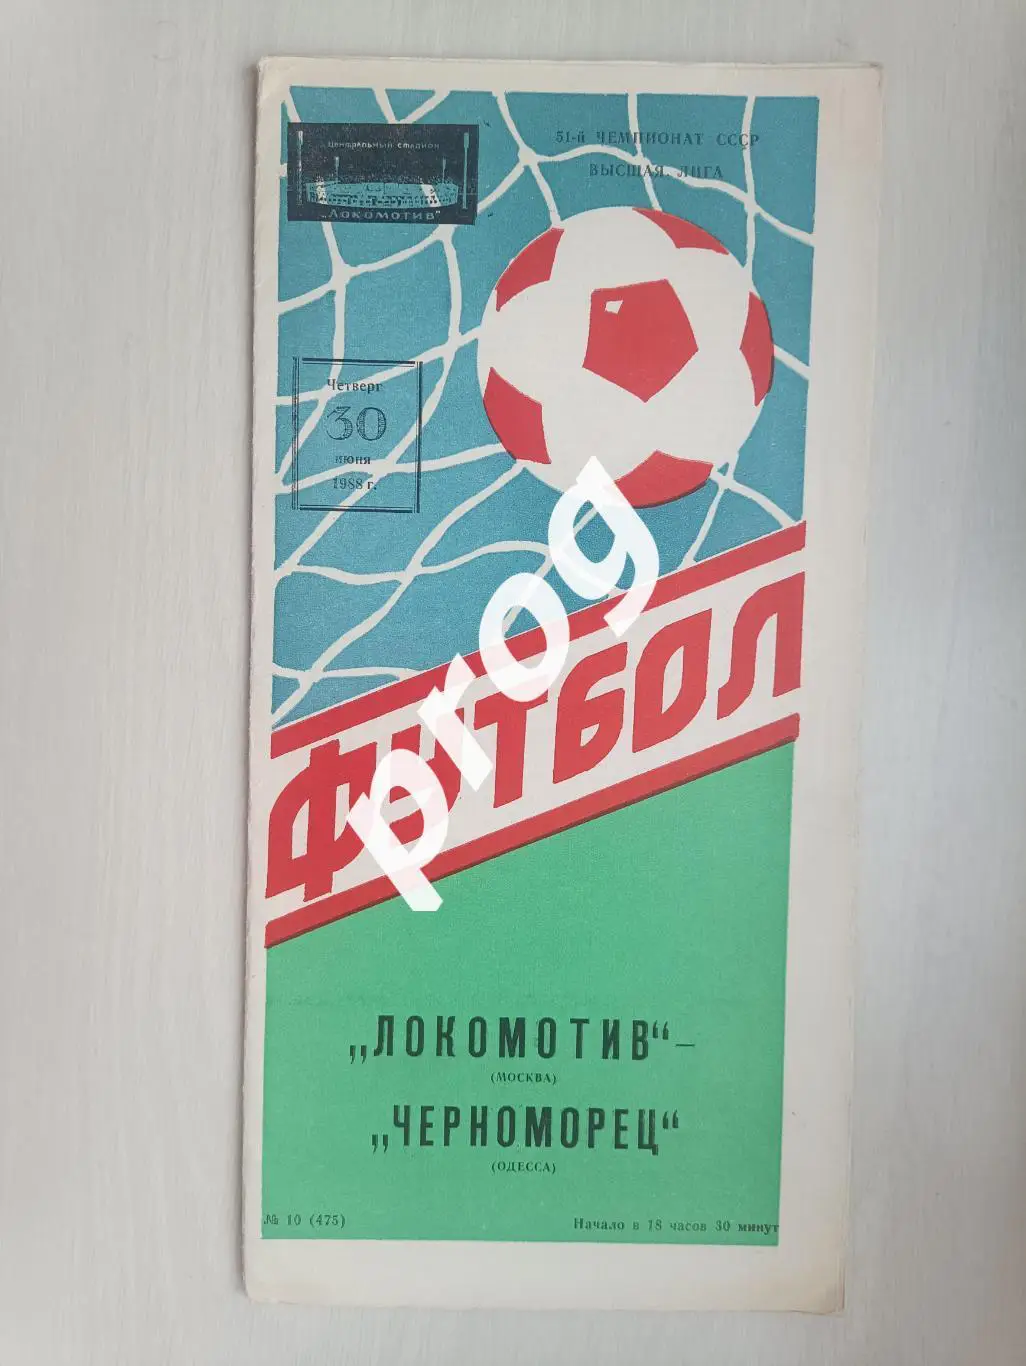 Центральный стадион
„Локомотив"
51-й ЧЕМПИОНАТ СССР
ВЫСШАЯ ЛИГА
Четверг
30
июня
1988 г.
ФУТБОЛ
prog
„ЛОКОМОТИВ" –
(МОСКВА)
„ЧЕРНОМОРЕЦ"
(ОДЕССА)
№ 10 (475)
Начало в 18 часов 30 минут